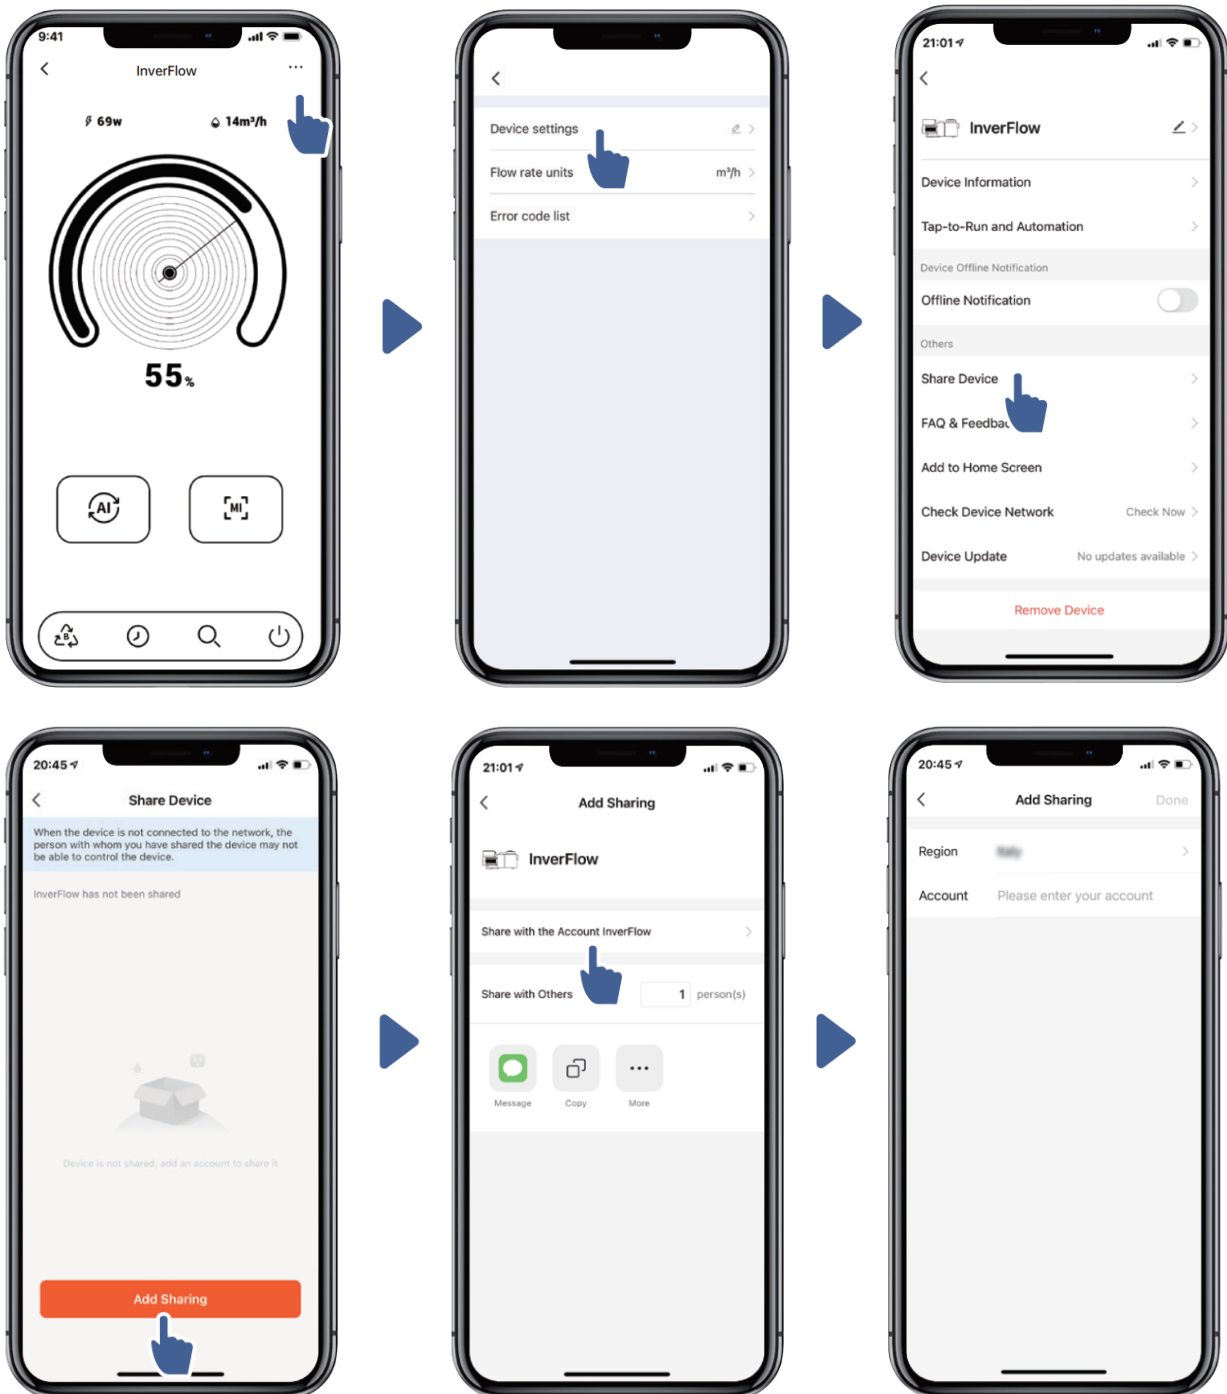 9:41
InverFlow
69w
14m³/h
55%
AI
MI
B
Device settings
Flow rate units m³/h
Error code list
21:01
InverFlow
Device Information
Tap-to-Run and Automation
Device Offline Notification
Offline Notification
Others
Share Device
FAQ & Feedbac
Add to Home Screen
Check Device Network Check Now
Device Update No updates available
Remove Device
20:45
Share Device
When the device is not connected to the network, the
person with whom you have shared the device may not
be able to control the device.
InverFlow has not been shared
Device is not shared, add an account to share it
Add Sharing
21:01
Add Sharing
InverFlow
Share with the Account InverFlow
Share with Others 1 person(s)
Message Copy More
20:45
Add Sharing Done
Region
Account Please enter your account